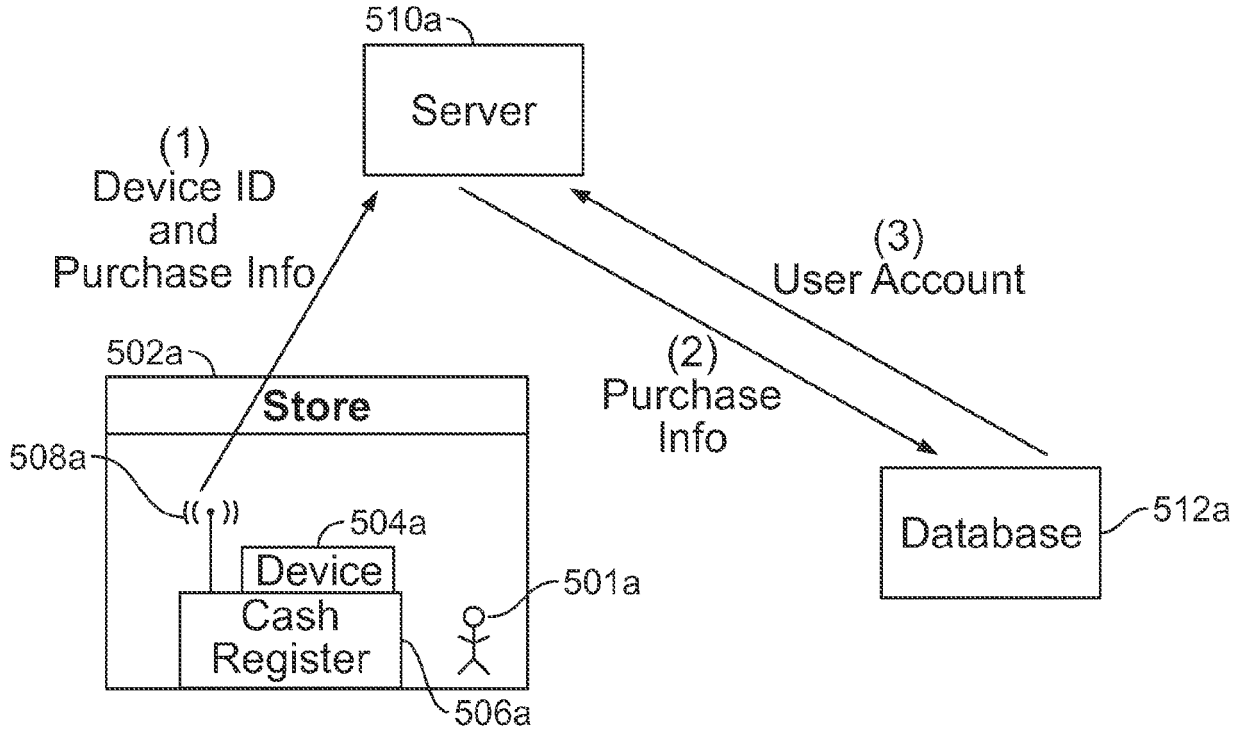 510a
Server
(1)
Device ID
and
Purchase Info
(3)
User Account
(2)
Purchase
Info
502a
Store
508a
((
))
504a
Device
Cash
Register
501a
506a
Database
512a